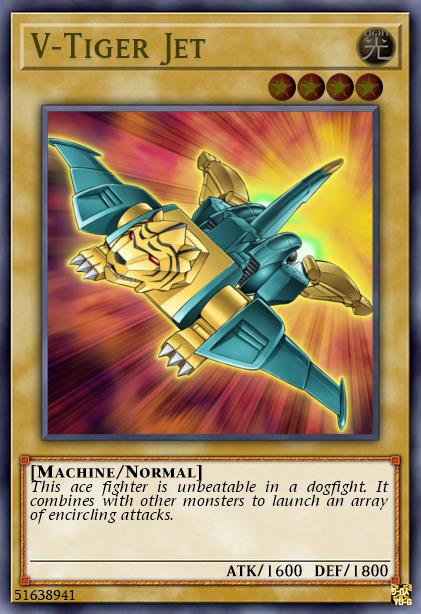 V-Tiger Jet
LIGHT
光
[Machine/Normal]
This ace fighter is unbeatable in a dogfight. It
combines with other monsters to launch an array
of encircling attacks.
ATK/1600 DEF/1800
51638941